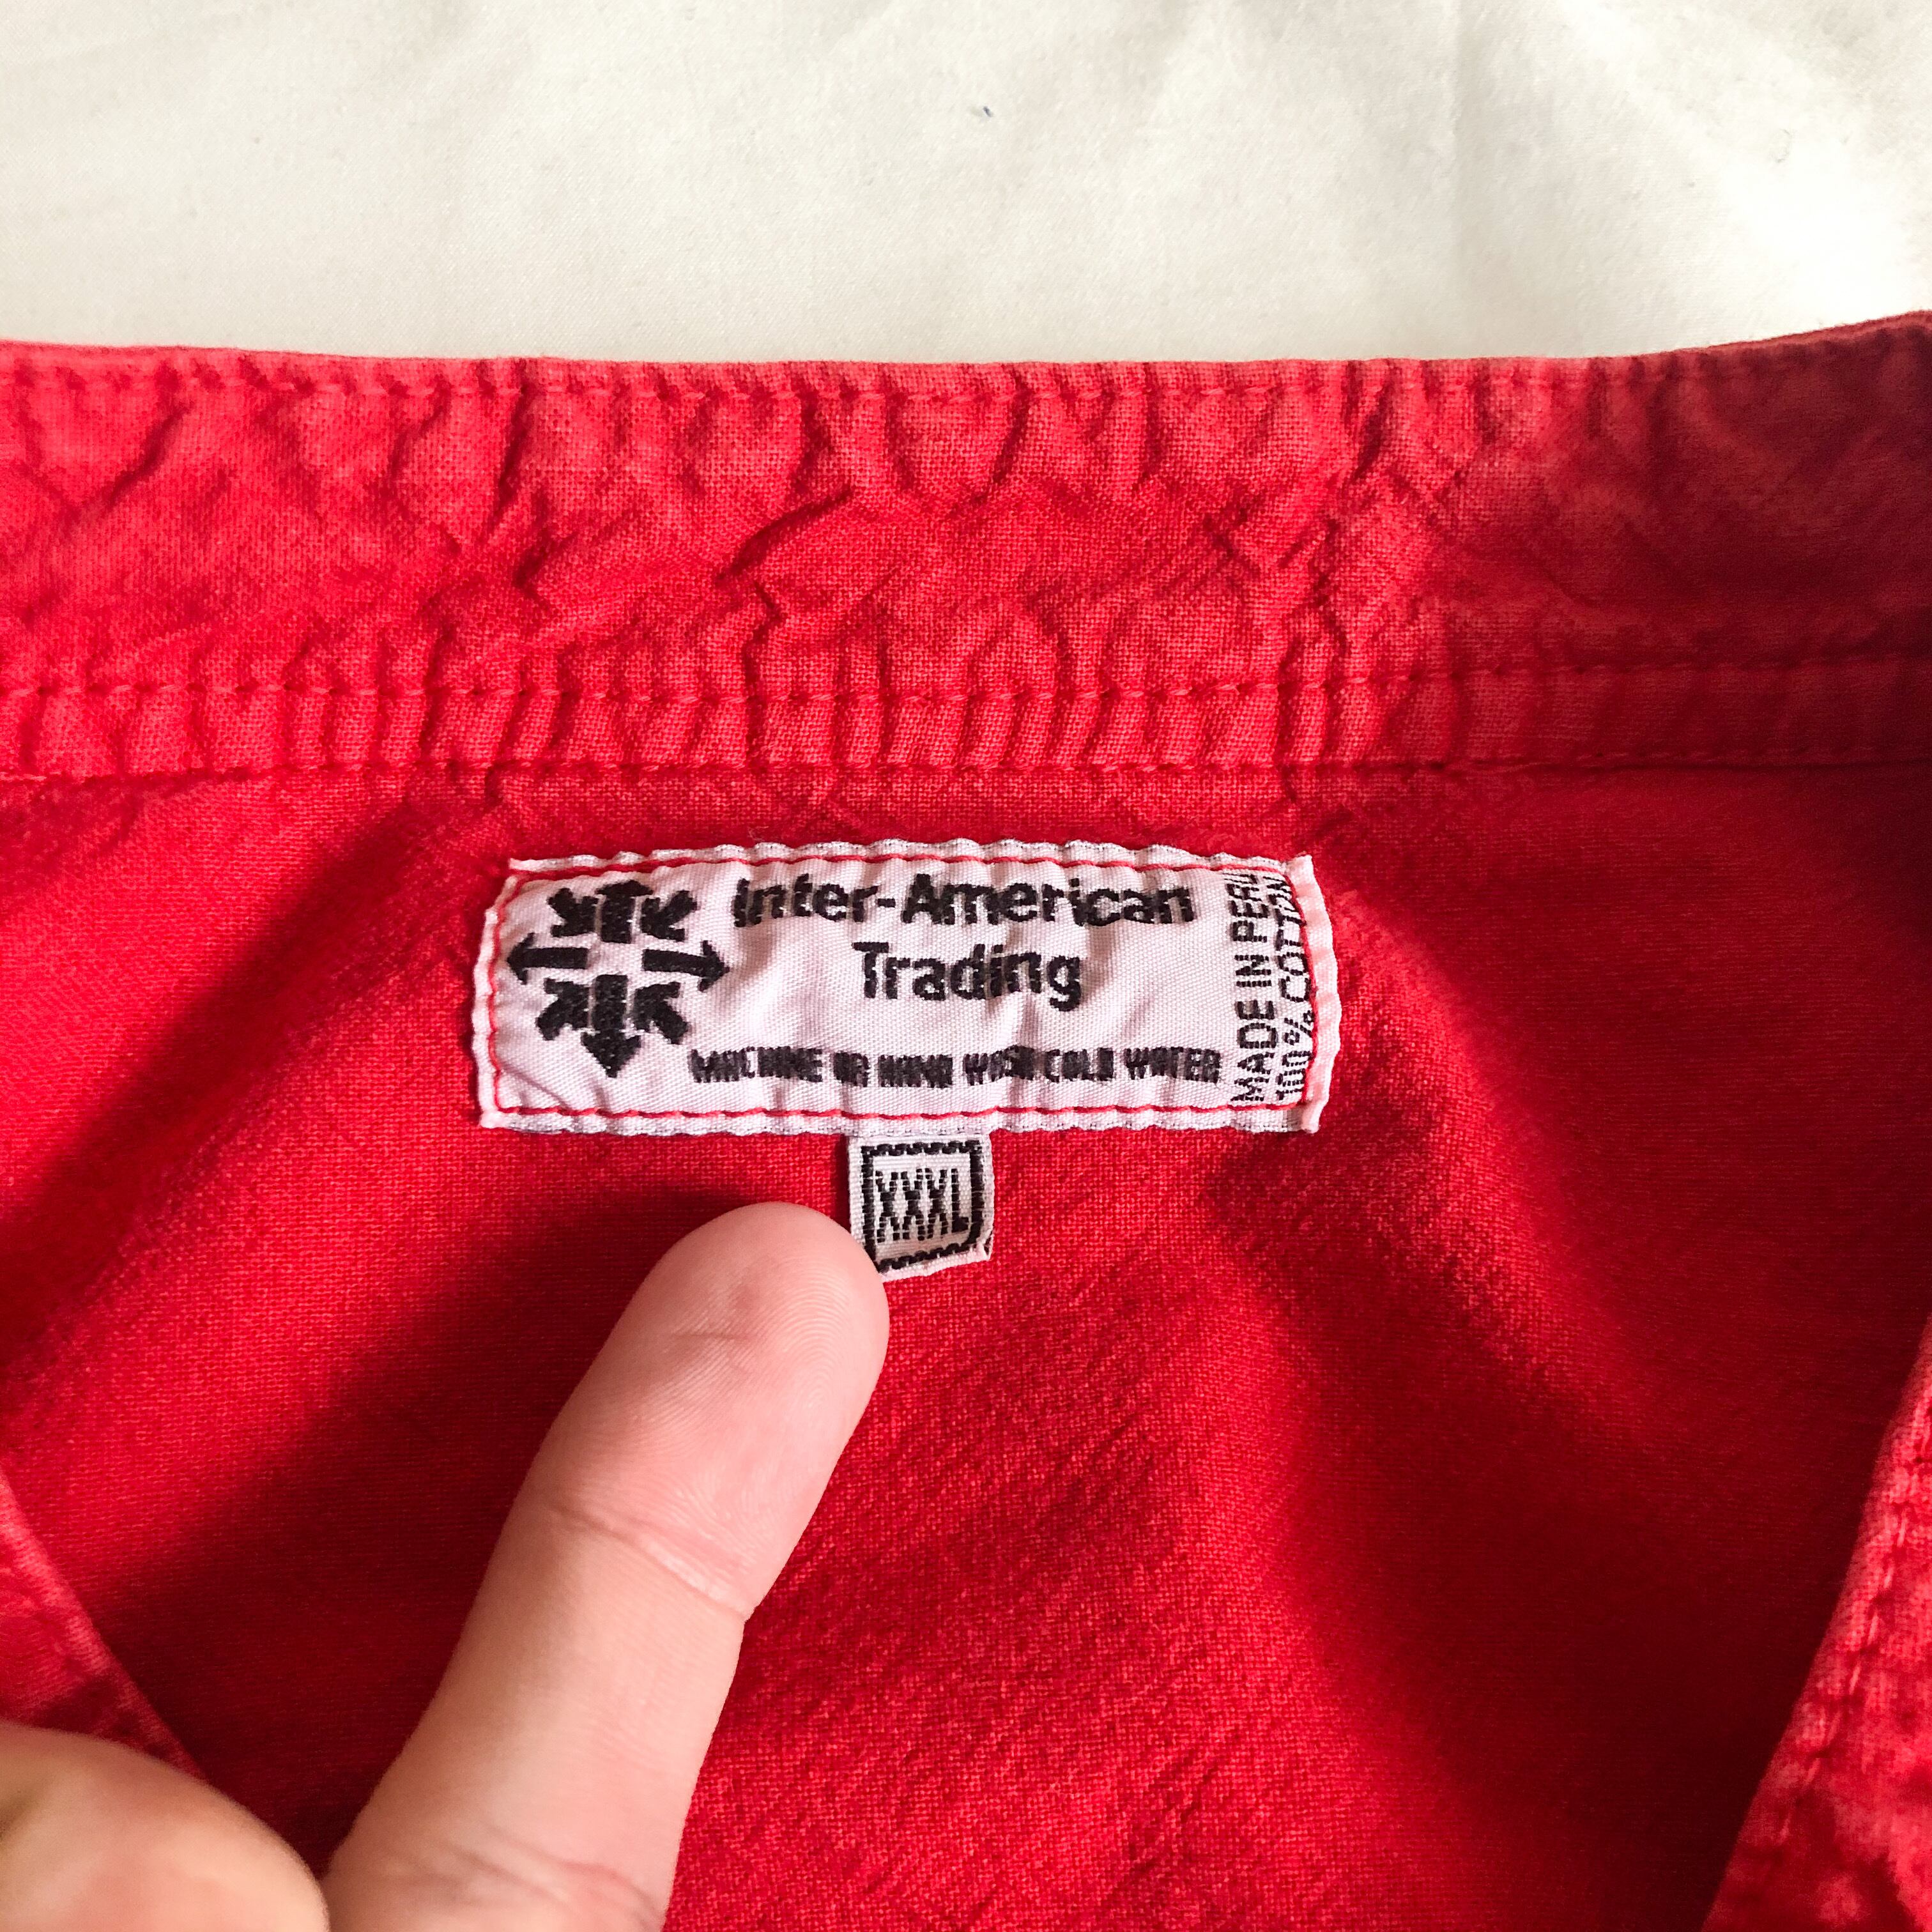 Inter-American
Trading
MACHINE OR HAND WASH COLD WATER
MADE IN PERU
100% COTTON
XXXL